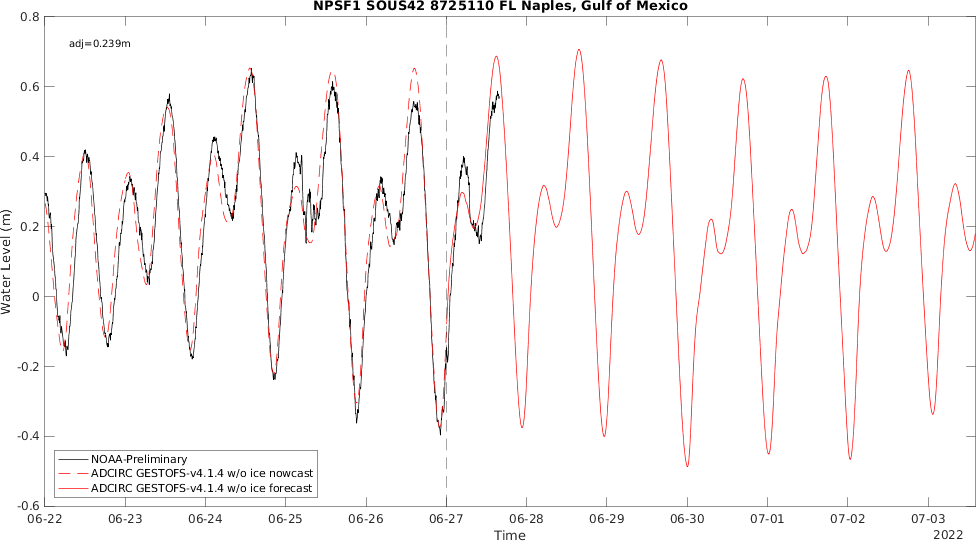 NPSF1 SOUS42 8725110 FL Naples, Gulf of Mexico
adj=0.239m
0.8
0.6
0.4
0.2
0
-0.2
-0.4
-0.6
Water Level (m)
NOAA-Preliminary
ADCIRC GESTOFS-v4.1.4 w/o ice nowcast
ADCIRC GESTOFS-v4.1.4 w/o ice forecast
06-22 06-23 06-24 06-25 06-26 06-27 06-28 06-29 06-30 07-01 07-02 07-03
Time
2022